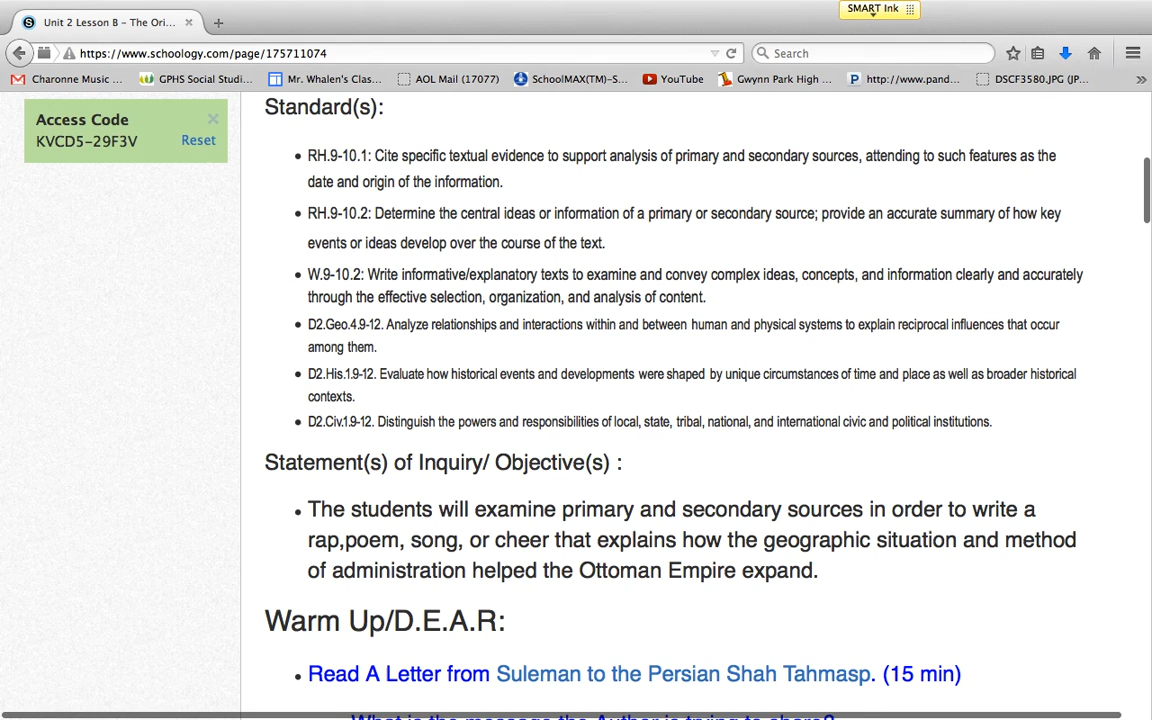 SMART Ink
Unit 2 Lesson B – The Ori...
https://www.schoology.com/page/175711074
Search
Charonne Music ...
GPHS Social Studi...
Mr. Whalen's Clas...
AOL Mail (17077)
SchoolMAX(TM)–S...
YouTube
Gwynn Park High ...
http://www.pand...
DSCF3580.JPG (JP...
Access Code
KVCD5-29F3V
Reset
Standard(s):
RH.9-10.1: Cite specific textual evidence to support analysis of primary and secondary sources, attending to such features as the
date and origin of the information.
RH.9-10.2: Determine the central ideas or information of a primary or secondary source; provide an accurate summary of how key
events or ideas develop over the course of the text.
W.9-10.2: Write informative/explanatory texts to examine and convey complex ideas, concepts, and information clearly and accurately
through the effective selection, organization, and analysis of content.
D2.Geo.4.9-12. Analyze relationships and interactions within and between human and physical systems to explain reciprocal influences that occur
among them.
D2.His.1.9-12. Evaluate how historical events and developments were shaped by unique circumstances of time and place as well as broader historical
contexts.
D2.Civ.1.9-12. Distinguish the powers and responsibilities of local, state, tribal, national, and international civic and political institutions.
Statement(s) of Inquiry/ Objective(s) :
The students will examine primary and secondary sources in order to write a
rap,poem, song, or cheer that explains how the geographic situation and method
of administration helped the Ottoman Empire expand.
Warm Up/D.E.A.R:
Read A Letter from Suleman to the Persian Shah Tahmasp. (15 min)
What is the message the Author is trying to share?